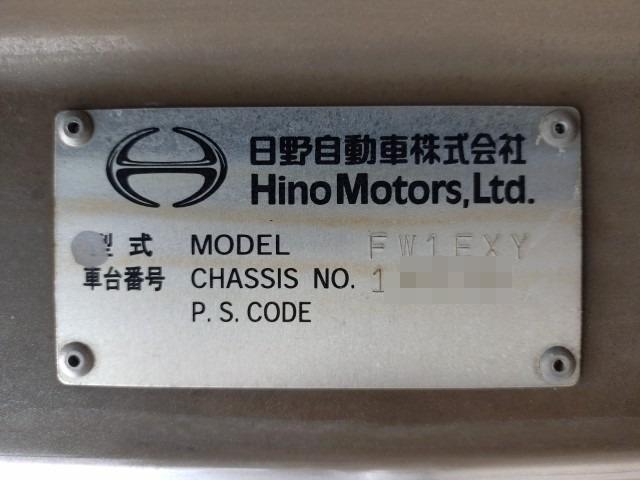 日野自動車株式会社
Hino Motors, Ltd.
型式 MODEL FW1EXY
車台番号 CHASSIS NO. 1
P. S. CODE